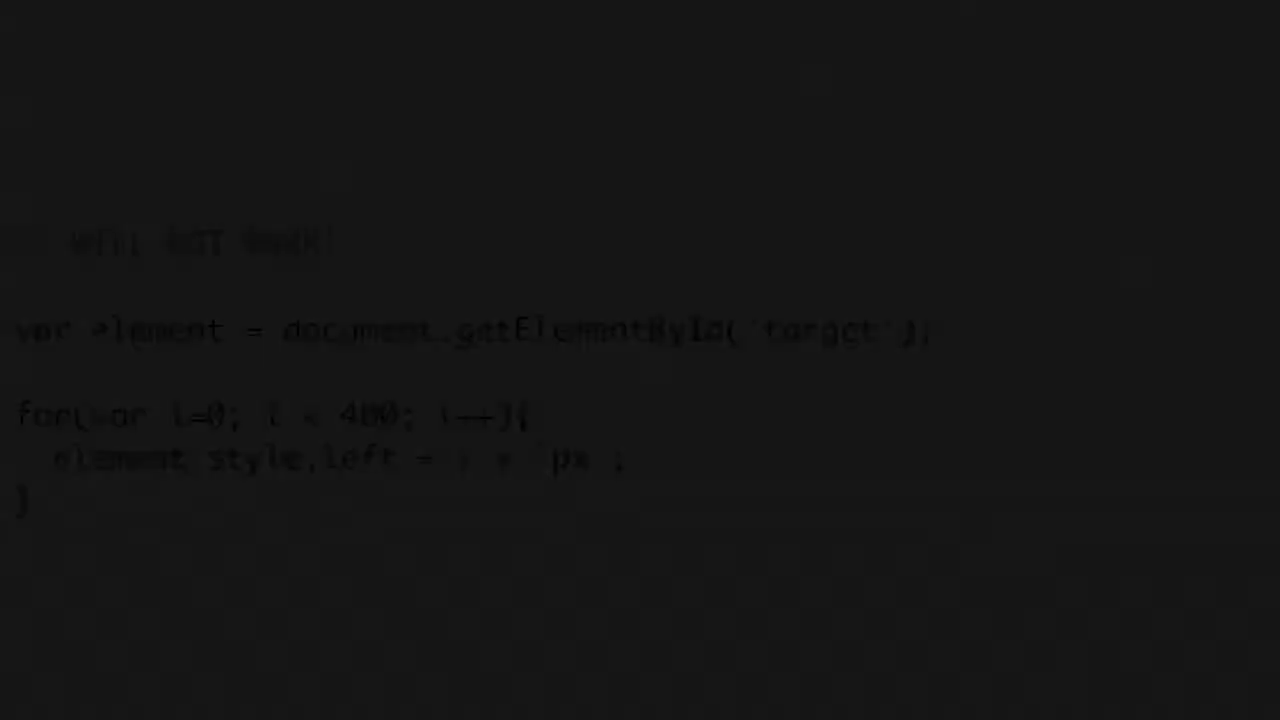 WILL NOT WORK!
var element = document.getElementById('target');
for(var i=0; i < 400; i++){
element.style.left = i + 'px';
}